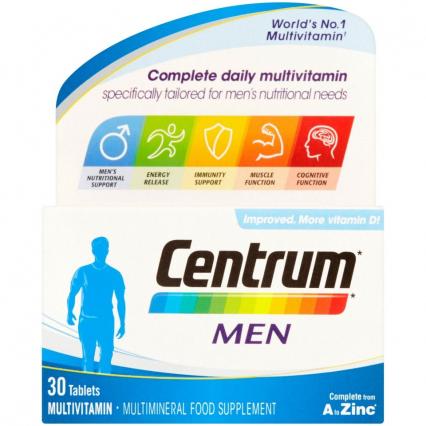 World's No.1
Multivitamin†
Complete daily multivitamin
specifically tailored for men's nutritional needs
MEN'S
NUTRITIONAL
SUPPORT
ENERGY
RELEASE
IMMUNITY
SUPPORT
MUSCLE
FUNCTION
COGNITIVE
FUNCTION
Improved. More vitamin D!
Centrum*
MEN
30 Tablets
MULTIVITAMIN • MULTIMINERAL FOOD SUPPLEMENT
Complete from
A to Zinc*